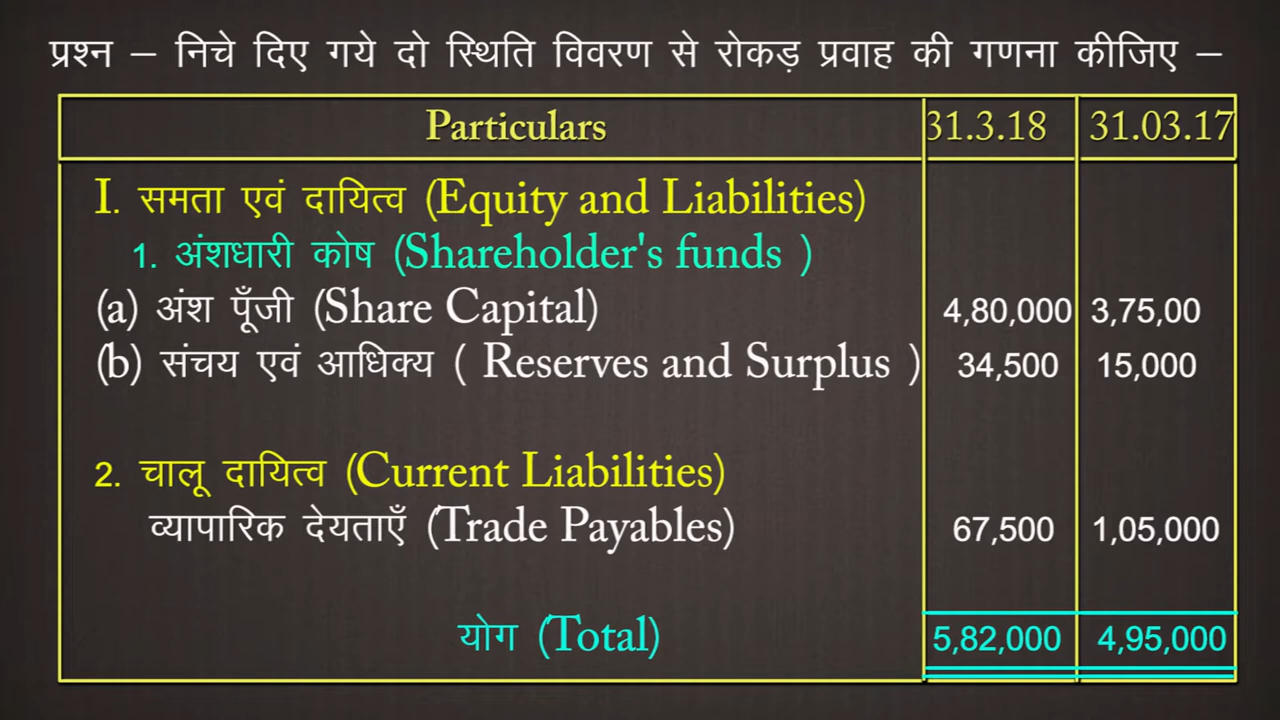 प्रश्न – निचे दिए गये दो स्थिति विवरण से रोकड़ प्रवाह की गणना कीजिए –
Particulars 31.3.18 31.03.17
I. समता एवं दायित्व (Equity and Liabilities)
1. अंशधारी कोष (Shareholder's funds )
(a) अंश पूँजी (Share Capital) 4,80,000 3,75,00
(b) संचय एवं आधिक्य ( Reserves and Surplus ) 34,500 15,000
2. चालू दायित्व (Current Liabilities)
व्यापारिक देयताएँ (Trade Payables) 67,500 1,05,000
योग (Total) 5,82,000 4,95,000